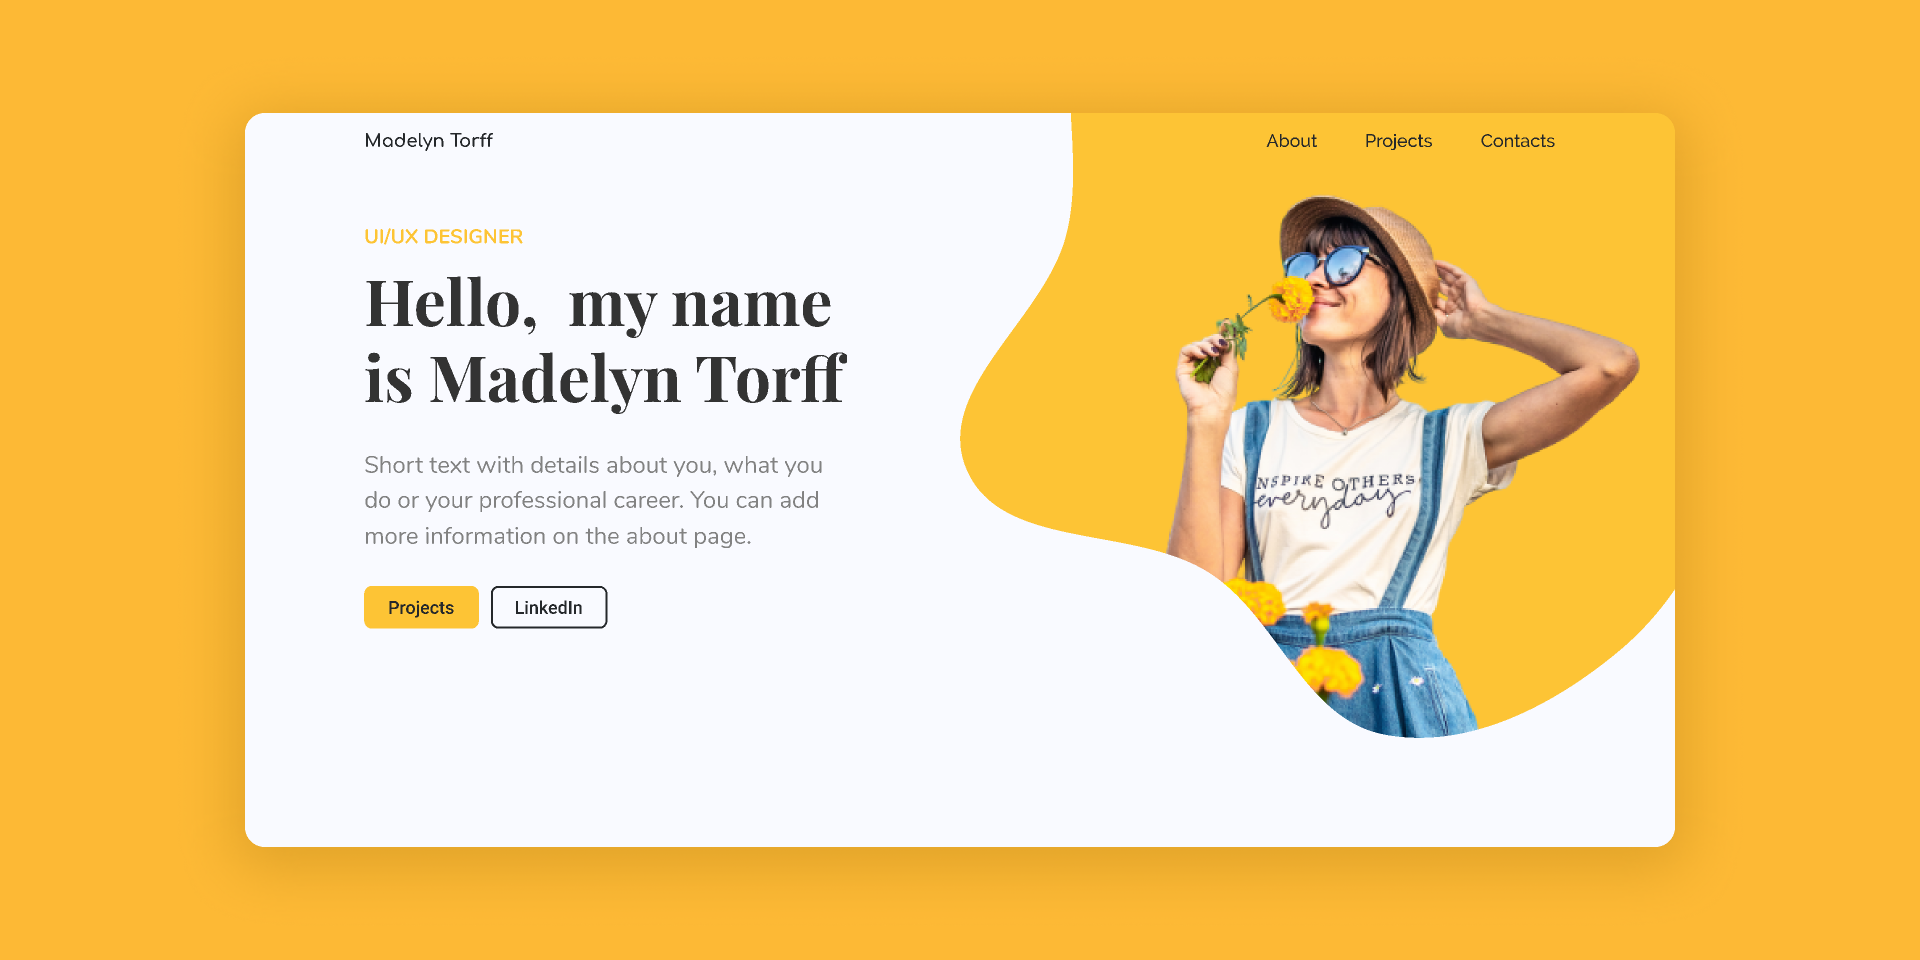 Madelyn Torff
About Projects Contacts
UI/UX DESIGNER
Hello, my name
is Madelyn Torff
Short text with details about you, what you
do or your professional career. You can add
more information on the about page.
Projects LinkedIn
NSPIRE OTHERS
everyday